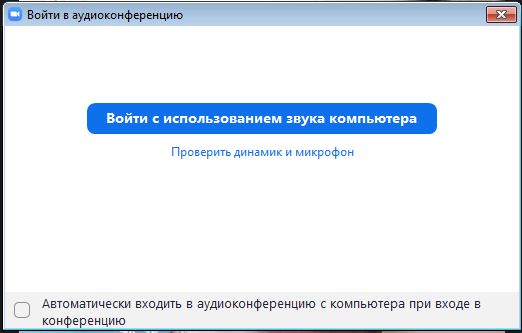 Войти в аудиоконференцию
Войти с использованием звука компьютера
Проверить динамик и микрофон
Автоматически входить в аудиоконференцию с компьютера при входе в
конференцию